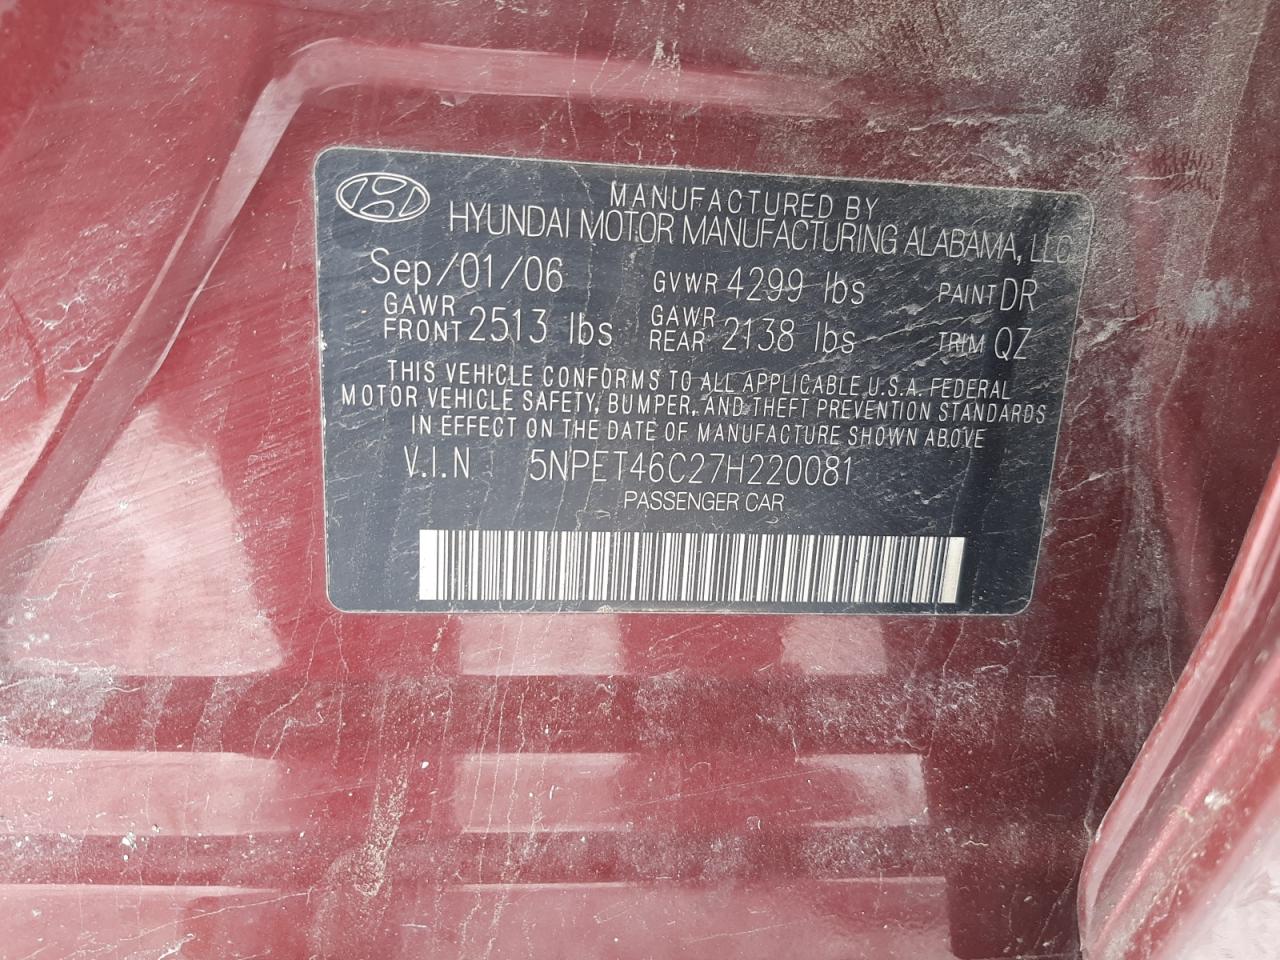 MANUFACTURED BY
HYUNDAI MOTOR MANUFACTURING ALABAMA, LLC
Sep/01/06 GVWR 4299 lbs PAINT DR
GAWR FRONT 2513 lbs GAWR REAR 2138 lbs TRIM QZ
THIS VEHICLE CONFORMS TO ALL APPLICABLE U.S.A. FEDERAL
MOTOR VEHICLE SAFETY, BUMPER, AND THEFT PREVENTION STANDARDS
IN EFFECT ON THE DATE OF MANUFACTURE SHOWN ABOVE
V.I.N 5NPET46C27H220081
PASSENGER CAR